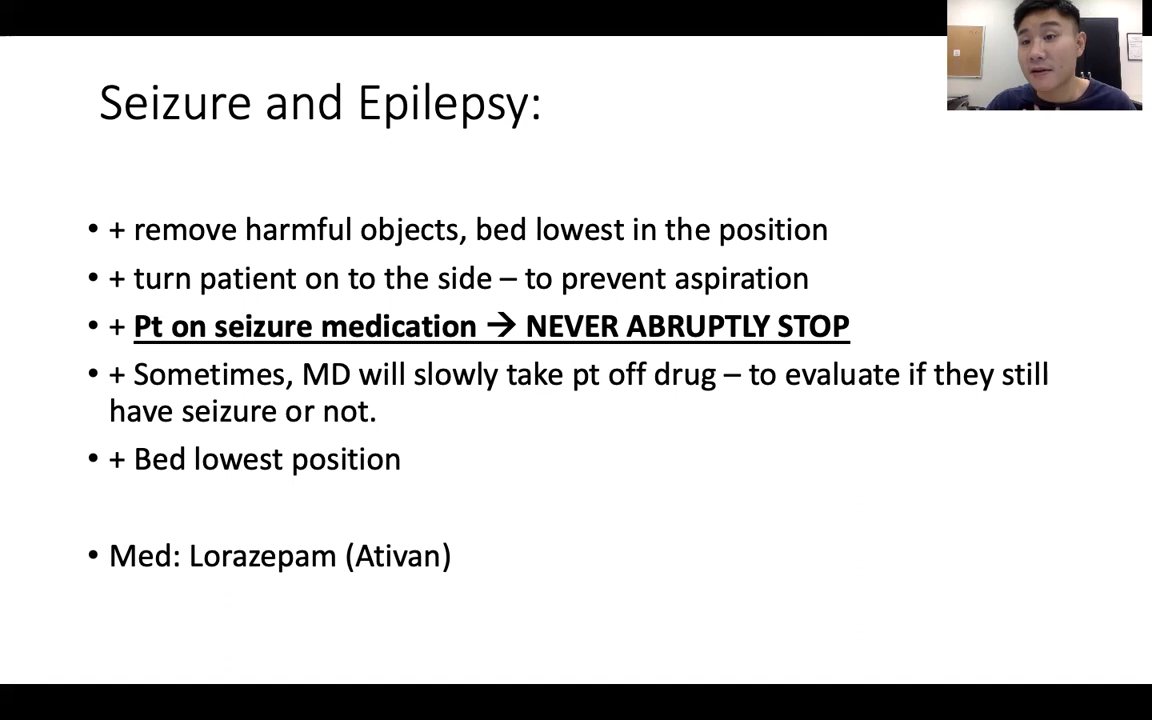 Seizure and Epilepsy:
• + remove harmful objects, bed lowest in the position
• + turn patient on to the side – to prevent aspiration
• + Pt on seizure medication → NEVER ABRUPTLY STOP
• + Sometimes, MD will slowly take pt off drug – to evaluate if they still
have seizure or not.
• + Bed lowest position
• Med: Lorazepam (Ativan)